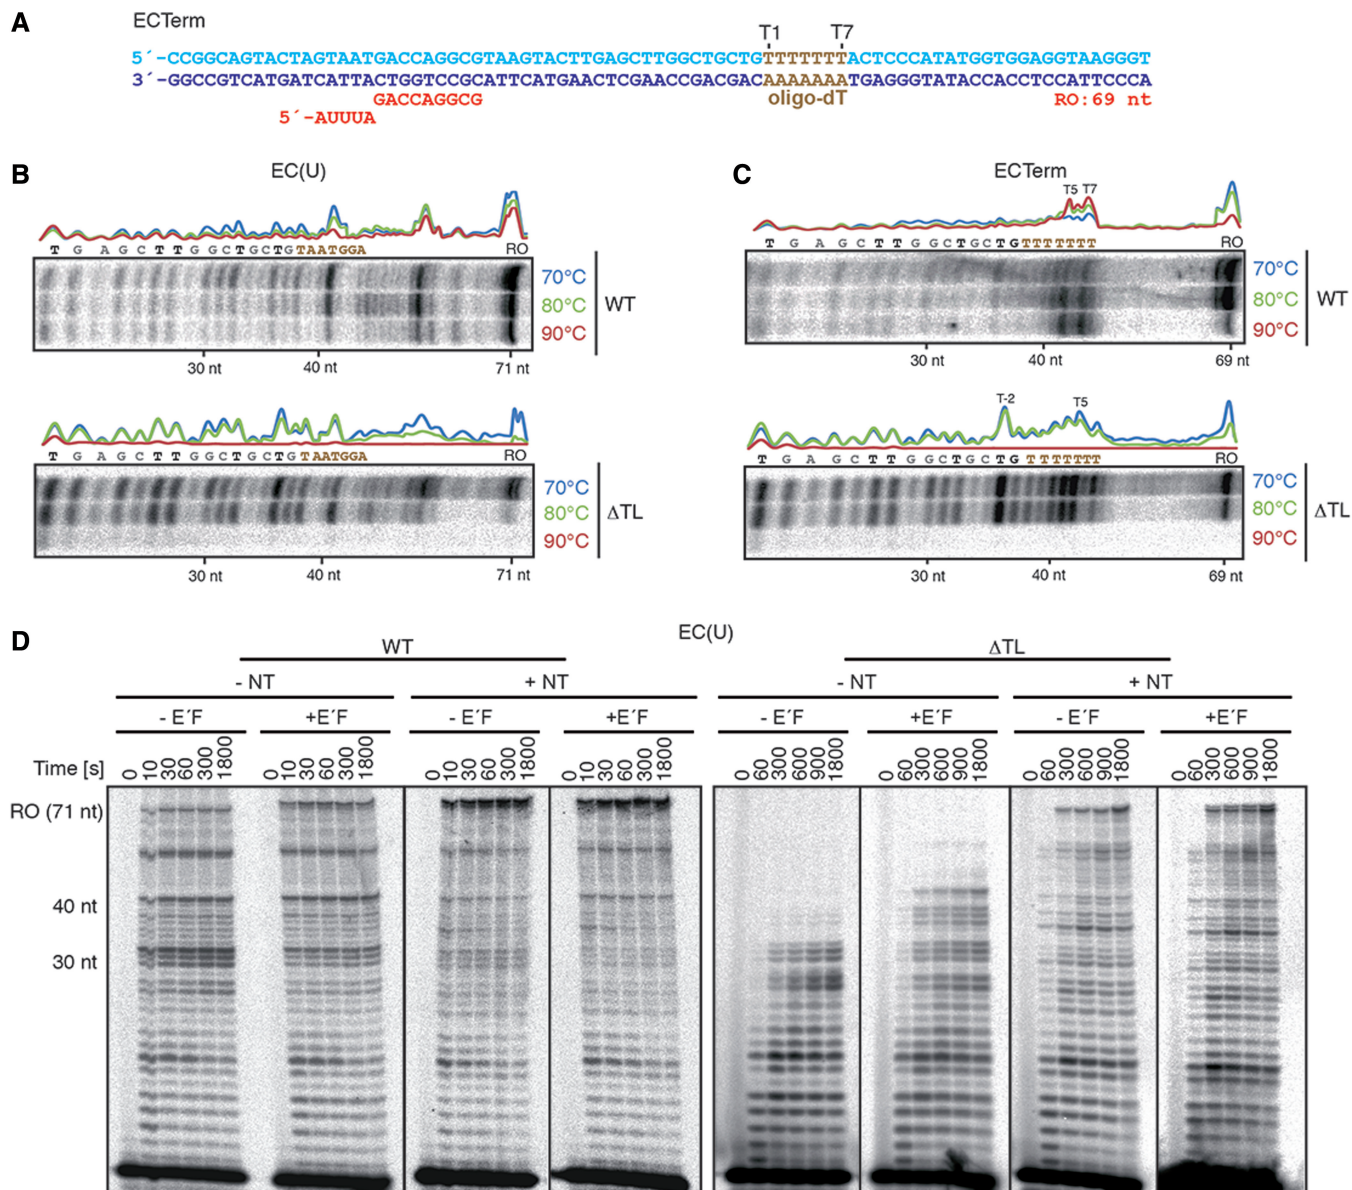 A
ECTerm
T1 T7
5´-CCGGCAGTACTAGTAATGACCAGGCGTAAGTACTTGAGCTTGGCTGCTGTTTTTTTACTCCCATATGGTGGAGGTAAGGGT
3´-GGCCGTCATGATCATTACTGGTCCGCATTCATGAACTCGAACCGACGACAAAAAAATGAGGGTATACCACCTCCATTCCCA
GACCAGGCG oligo-dT RO:69 nt
5´-AUUUA
B
EC(U)
T G A G C T T G G C T G C T G T A A T G G A RO
70°C
80°C
90°C
WT
30 nt 40 nt 71 nt
T G A G C T T G G C T G C T G T A A T G G A RO
70°C
80°C
90°C
ΔTL
30 nt 40 nt 71 nt
C
ECTerm
T5 T7
T G A G C T T G G C T G C T G T T T T T T T RO
70°C
80°C
90°C
WT
30 nt 40 nt 69 nt
T-2 T5
T G A G C T T G G C T G C T G T T T T T T T RO
70°C
80°C
90°C
ΔTL
30 nt 40 nt 69 nt
D
EC(U)
WT ΔTL
- NT + NT - NT + NT
- E´F +E´F - E´F +E´F - E´F +E´F - E´F +E´F
Time [s] 0 10 30 60 300 1800 0 10 30 60 300 1800 0 10 30 60 300 1800 0 10 30 60 300 1800 0 60 300 600 900 1800 0 60 300 600 900 1800 0 60 300 600 900 1800 0 60 300 600 900 1800
RO (71 nt)
40 nt
30 nt